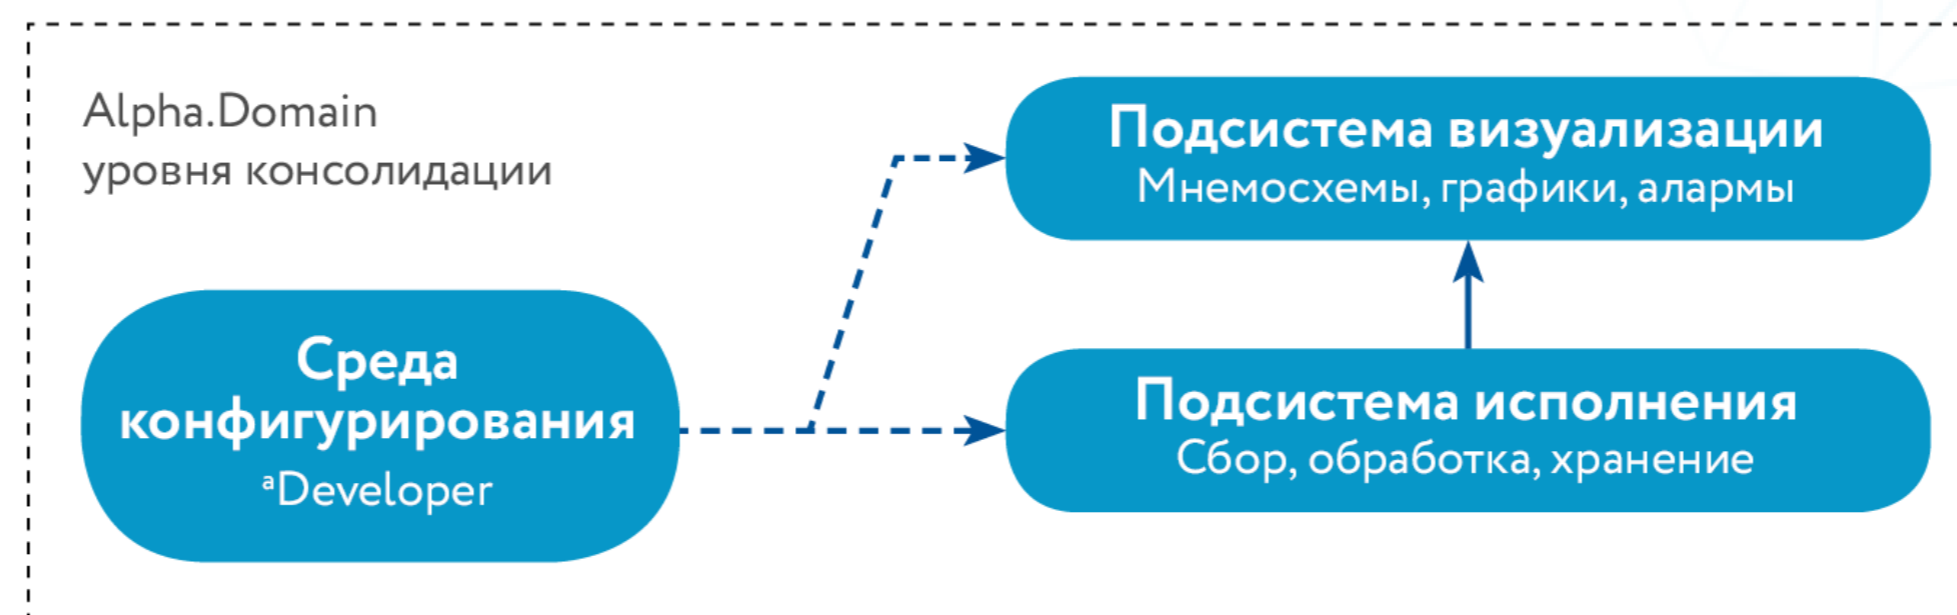 Alpha.Domain
уровня консолидации
Подсистема визуализации
Мнемосхемы, графики, алармы
Среда
конфигурирования
ᵃDeveloper
Подсистема исполнения
Сбор, обработка, хранение